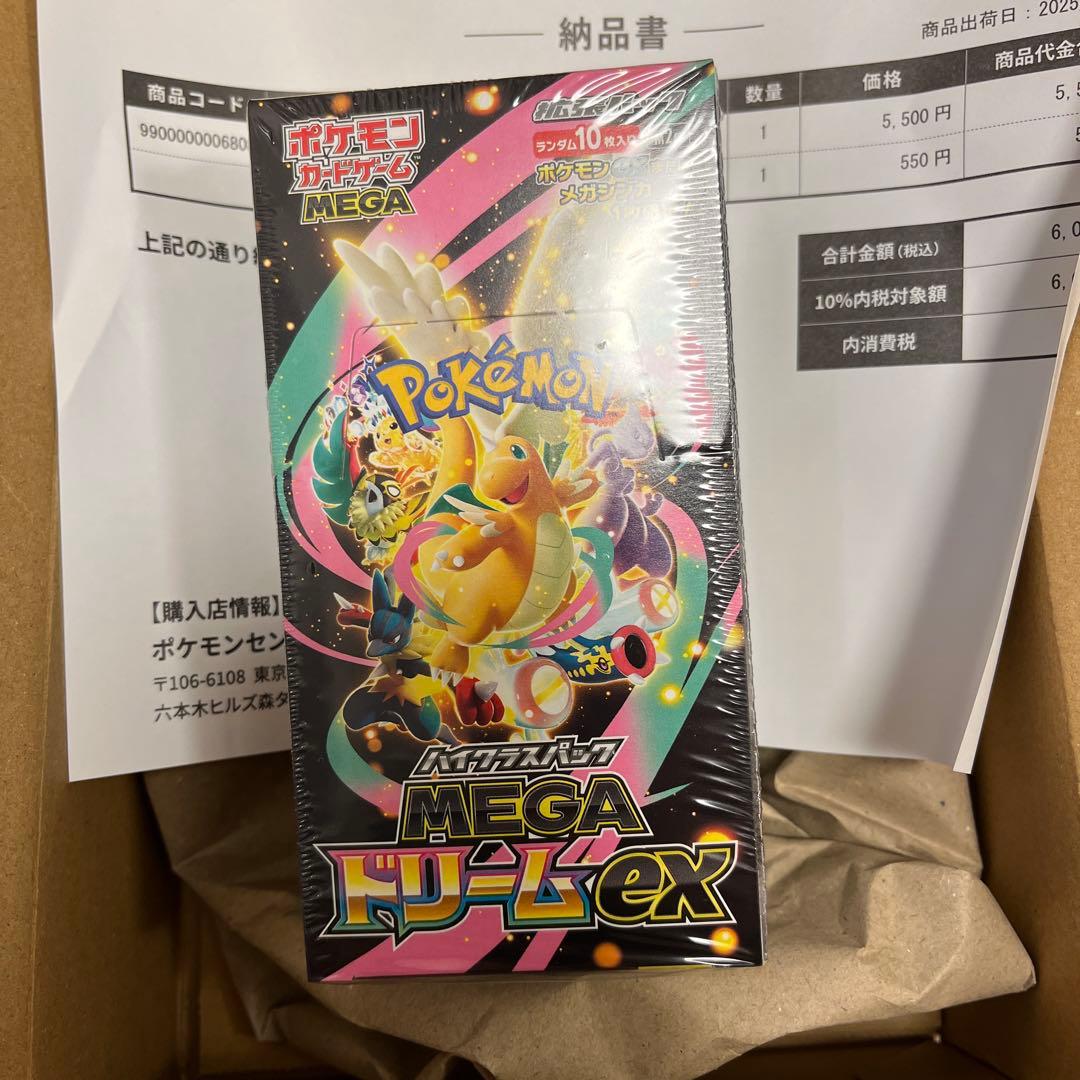 納品書
商品出荷日：2025
商品コード
数量
価格
商品代金
99000000068
1
5,500 円
5, 5
1
550 円
5
上記の通り
合計金額（税込）
6, 0
10%内税対象額
6,
内消費税
ポケモン
カードゲーム
MEGA
拡張パック
ランダム10枚入り
ポケモン
メガシンカ
POKéMON
ハイクラスパック
MEGA
ドリームex
【購入店情報】
ポケモンセン
〒106-6108 東京
六本木ヒルズ森タ